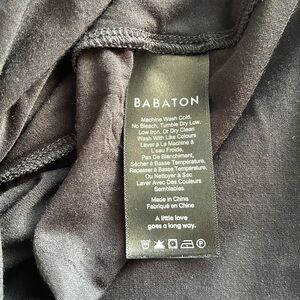 BABATON
Machine Wash Cold,
No Bleach, Tumble Dry Low,
Low Iron, Or Dry Clean
Wash With Like Colours
Laver À La Machine À
L'eau Froide,
Pas De Blanchiment,
Sécher à Basse Température,
Repasser à Basse Température,
Ou Nettoyer à Sec
Laver Avec Des Couleurs
Semblables.
Made in China
Fabriqué en Chine
A little love
goes a long way.